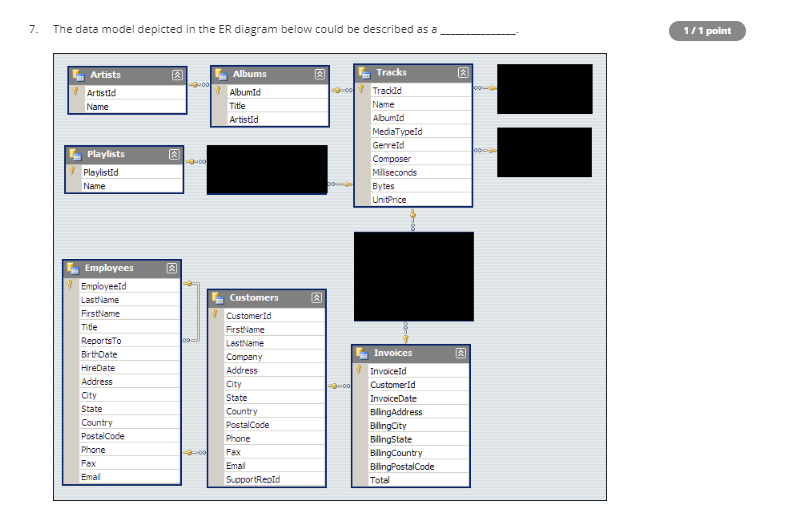 7. The data model depicted in the ER diagram below could be described as a _______________.
1 / 1 point
Artists
ArtistId
Name
Albums
AlbumId
Title
ArtistId
Tracks
TrackId
Name
AlbumId
MediaTypeId
GenreId
Composer
Milliseconds
Bytes
UnitPrice
Playlists
PlaylistId
Name
Employees
EmployeeId
LastName
FirstName
Title
ReportsTo
BirthDate
HireDate
Address
City
State
Country
PostalCode
Phone
Fax
Email
Customers
CustomerId
FirstName
LastName
Company
Address
City
State
Country
PostalCode
Phone
Fax
Email
SupportRepId
Invoices
InvoiceId
CustomerId
InvoiceDate
BillingAddress
BillingCity
BillingState
BillingCountry
BillingPostalCode
Total